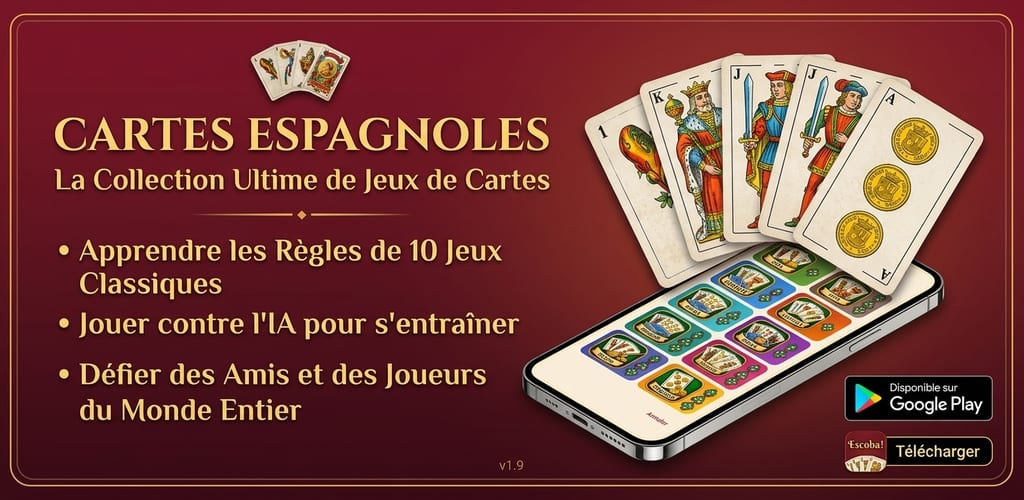 CARTES ESPAGNOLES
La Collection Ultime de Jeux de Cartes
• Apprendre les Règles de 10 Jeux
Classiques
• Jouer contre l'IA pour s'entraîner
• Défier des Amis et des Joueurs
du Monde Entier
v1.9
1
K
J
J
A
A
Annuler
Disponible sur
Google Play
Escoba!
Télécharger